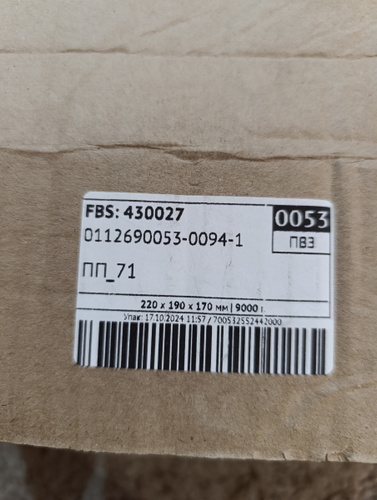 FBS: 430027
0053
0112690053-0094-1
ПВЗ
ПП_71
220 x 190 x 170 мм | 9000 г.
Упак: 17.10.2024 11:57 / 700532552442000